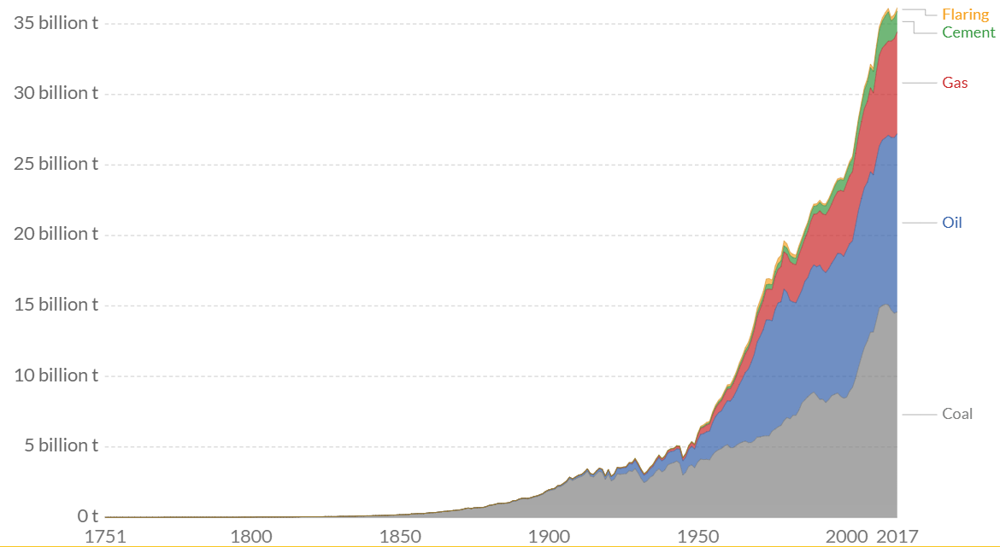 35 billion t
30 billion t
25 billion t
20 billion t
15 billion t
10 billion t
5 billion t
0 t
1751 1800 1850 1900 1950 2000 2017
Flaring
Cement
Gas
Oil
Coal